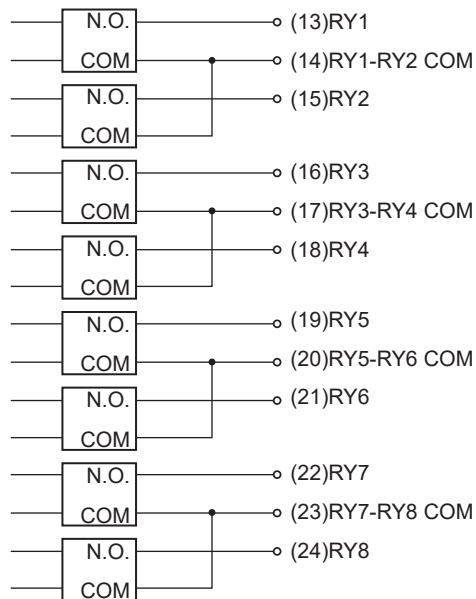 N.O. (13)RY1
COM (14)RY1-RY2 COM
N.O. (15)RY2
COM
N.O. (16)RY3
COM (17)RY3-RY4 COM
N.O. (18)RY4
COM
N.O. (19)RY5
COM (20)RY5-RY6 COM
N.O. (21)RY6
COM
N.O. (22)RY7
COM (23)RY7-RY8 COM
N.O. (24)RY8
COM